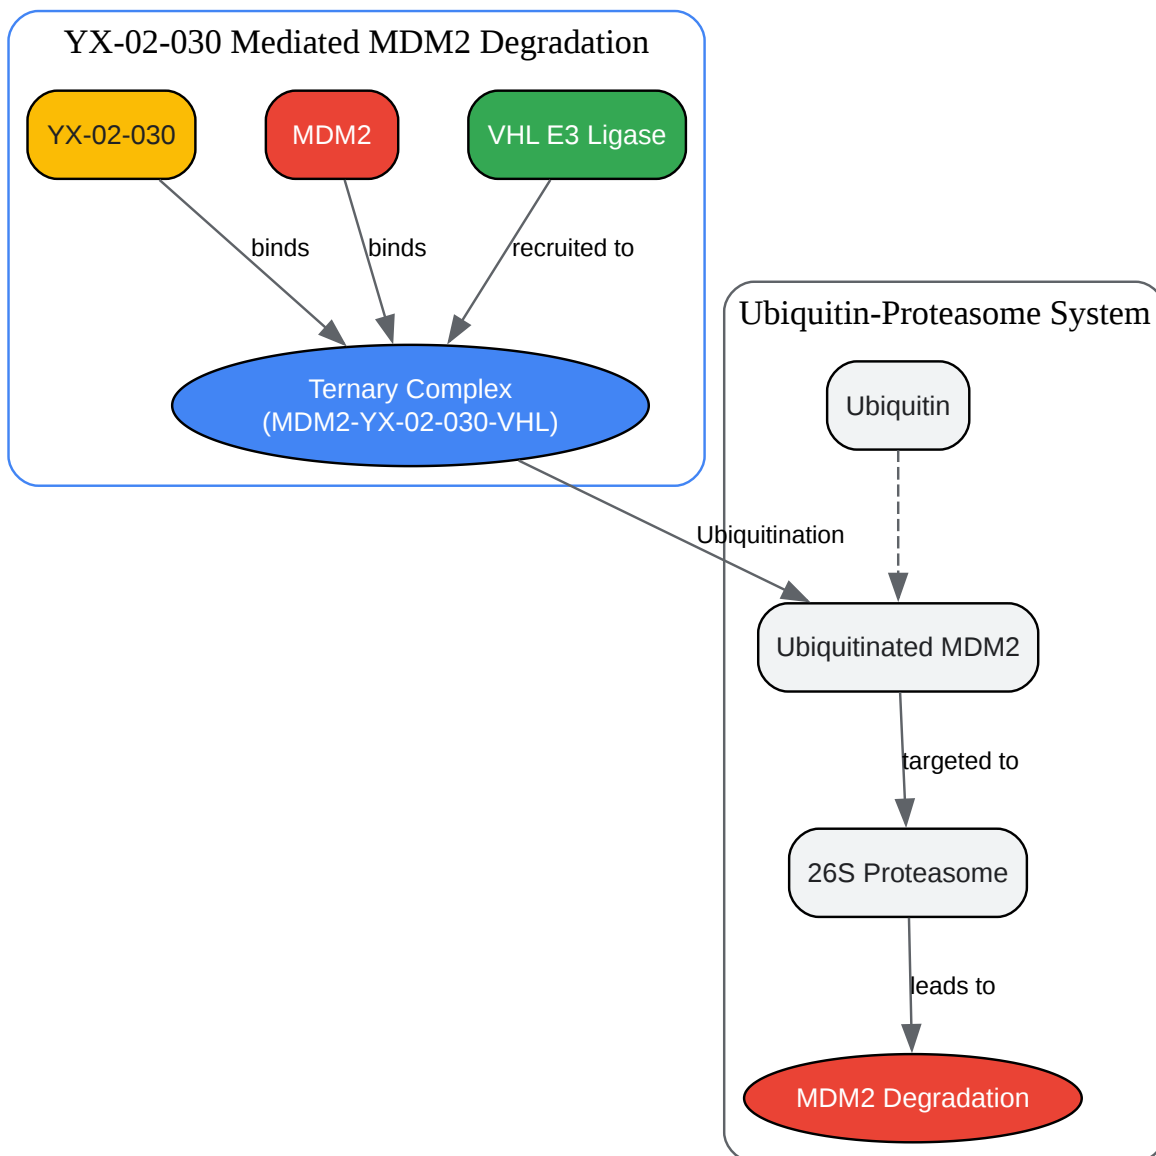 YX-02-030 Mediated MDM2 Degradation
YX-02-030
MDM2
VHL E3 Ligase
binds
binds
recruited to
Ternary Complex
(MDM2-YX-02-030-VHL)
Ubiquitin-Proteasome System
Ubiquitin
Ubiquitination
Ubiquitinated MDM2
targeted to
26S Proteasome
leads to
MDM2 Degradation